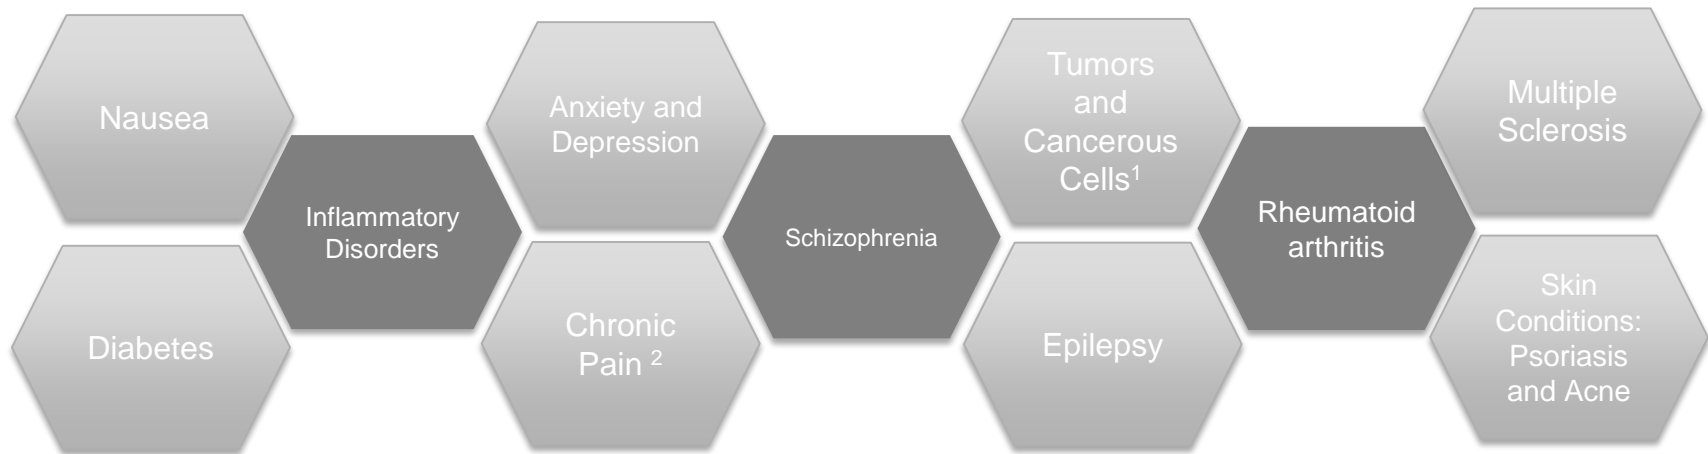 Nausea
Diabetes
Inflammatory
Disorders
Anxiety and
Depression
Chronic
Pain ²
Schizophrenia
Tumors
and
Cancerous
Cells¹
Epilepsy
Rheumatoid
arthritis
Multiple
Sclerosis
Skin
Conditions:
Psoriasis
and Acne